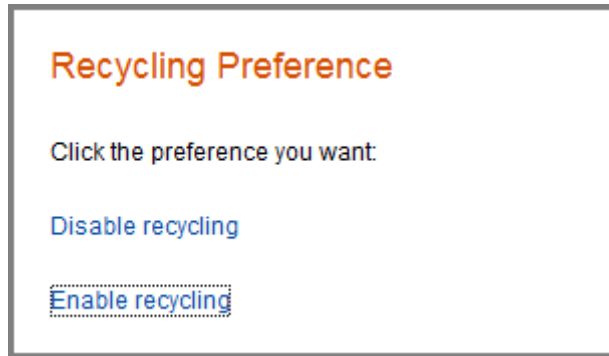 Recycling Preference
Click the preference you want:
Disable recycling
Enable recycling